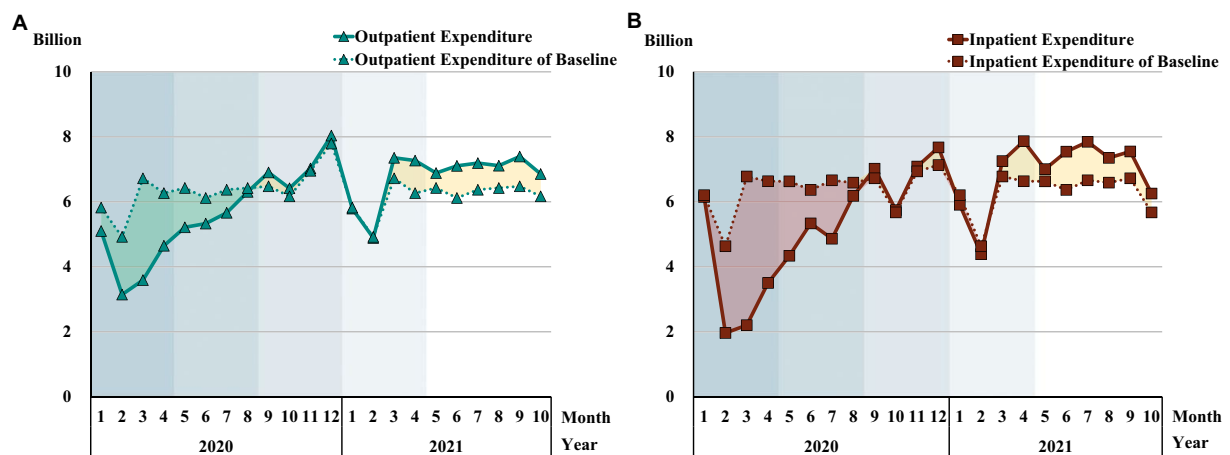 A
Billion
Outpatient Expenditure
Outpatient Expenditure of Baseline
10
8
6
4
2
0
1 2 3 4 5 6 7 8 9 10 11 12 1 2 3 4 5 6 7 8 9 10 Month
2020 2021 Year
B
Billion
Inpatient Expenditure
Inpatient Expenditure of Baseline
10
8
6
4
2
0
1 2 3 4 5 6 7 8 9 10 11 12 1 2 3 4 5 6 7 8 9 10 Month
2020 2021 Year